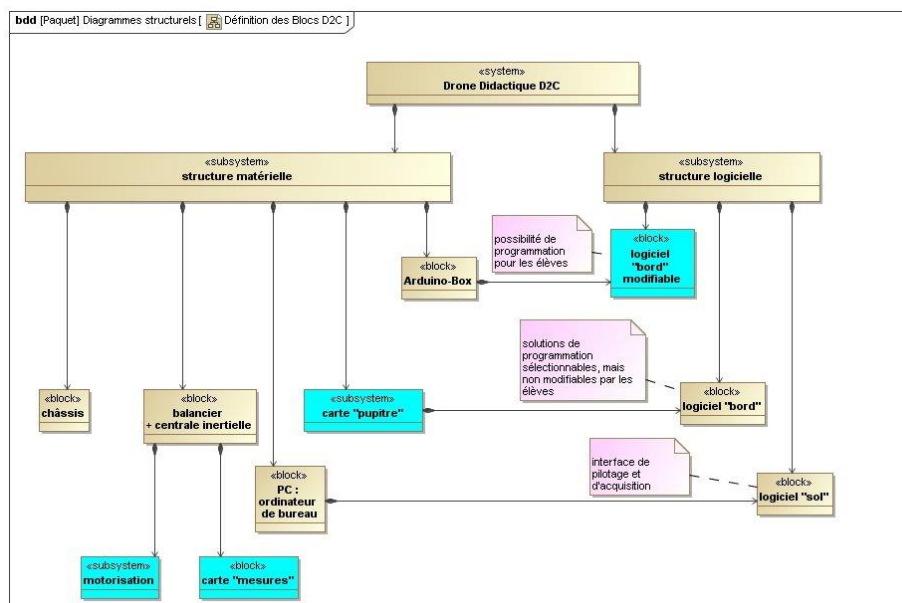 bdd [Paquet] Diagrammes structurels [ Définition des Blocs D2C ]
«system»
Drone Didactique D2C
«subsystem»
structure matérielle
«subsystem»
structure logicielle
possibilité de
programmation
pour les élèves
«block»
logiciel
"bord"
modifiable
«block»
Arduino-Box
solutions de
programmation
sélectionnables, mais
non modifiables par les
élèves
«block»
châssis
«block»
balancier
+ centrale inertielle
«subsystem»
carte "pupitre"
«block»
logiciel "bord"
interface de
pilotage et
d'acquisition
«block»
PC :
ordinateur
de bureau
«block»
logiciel "sol"
«subsystem»
motorisation
«block»
carte "mesures"